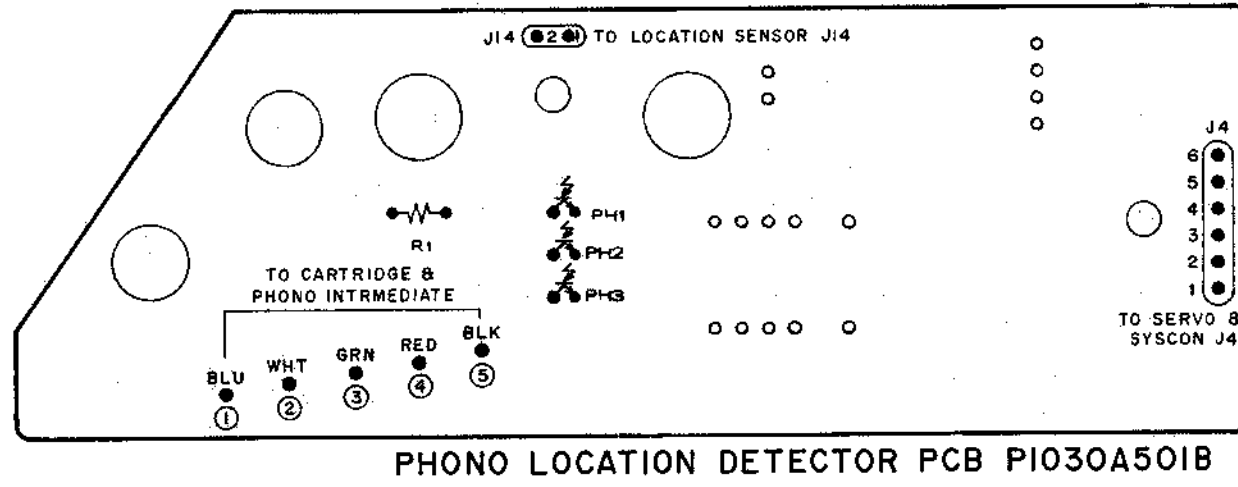 J14 2 1 TO LOCATION SENSOR J14
J4
6
5
4
3
2
1
PH1
R1
PH2
PH3
TO CARTRIDGE &
PHONO INTRMEDIATE
TO SERVO &
SYSCON J4
BLU
WHT
GRN
RED
BLK
1
2
3
4
5
PHONO LOCATION DETECTOR PCB P1030A501B